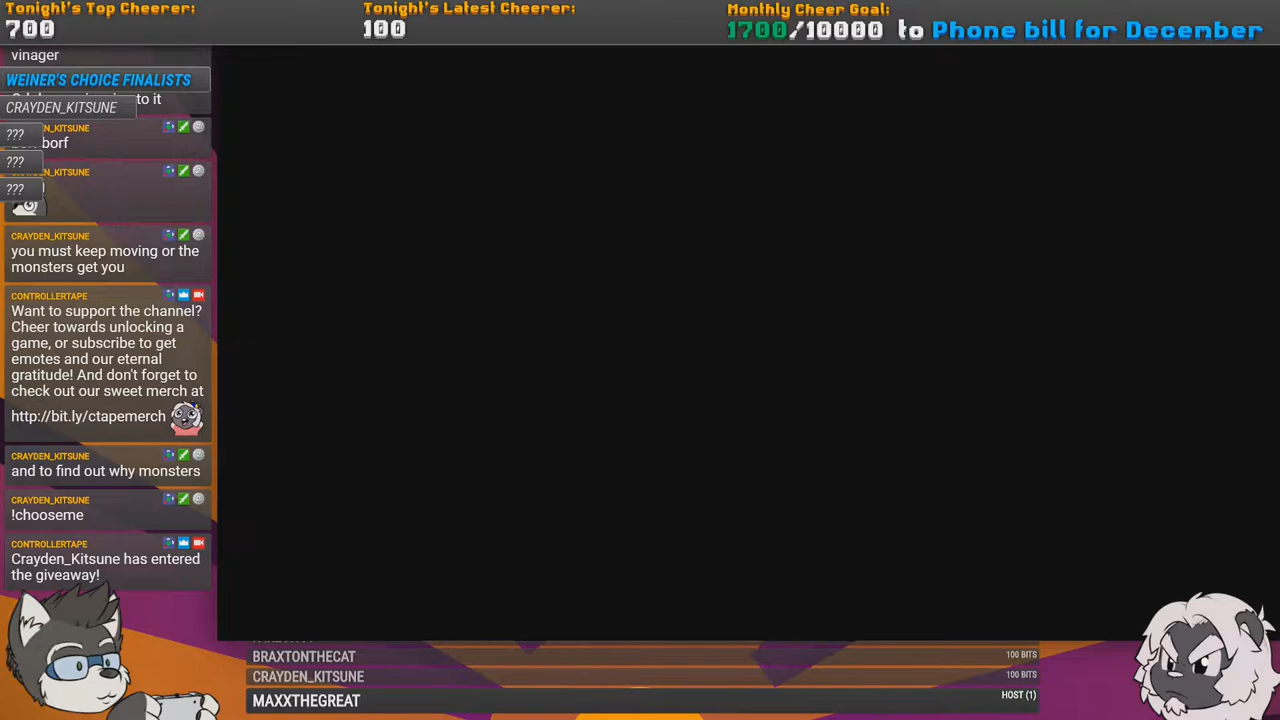 Tonight's Top Cheerer:
700
Tonight's Latest Cheerer:
100
Monthly Cheer Goal:
1700/10000 to Phone bill for December
vinager
WEINER'S CHOICE FINALISTS
to it
CRAYDEN_KITSUNE
???
???
???
borf
CRAYDEN_KITSUNE
you must keep moving or the
monsters get you
CONTROLLERTAPE
Want to support the channel?
Cheer towards unlocking a
game, or subscribe to get
emotes and our eternal
gratitude! And don't forget to
check out our sweet merch at
http://bit.ly/ctapemerch
CRAYDEN_KITSUNE
and to find out why monsters
CRAYDEN_KITSUNE
!chooseme
CONTROLLERTAPE
Crayden_Kitsune has entered
the giveaway!
BRAXTONTHECAT 100 BITS
CRAYDEN_KITSUNE 100 BITS
MAXXTHEGREAT HOST (1)